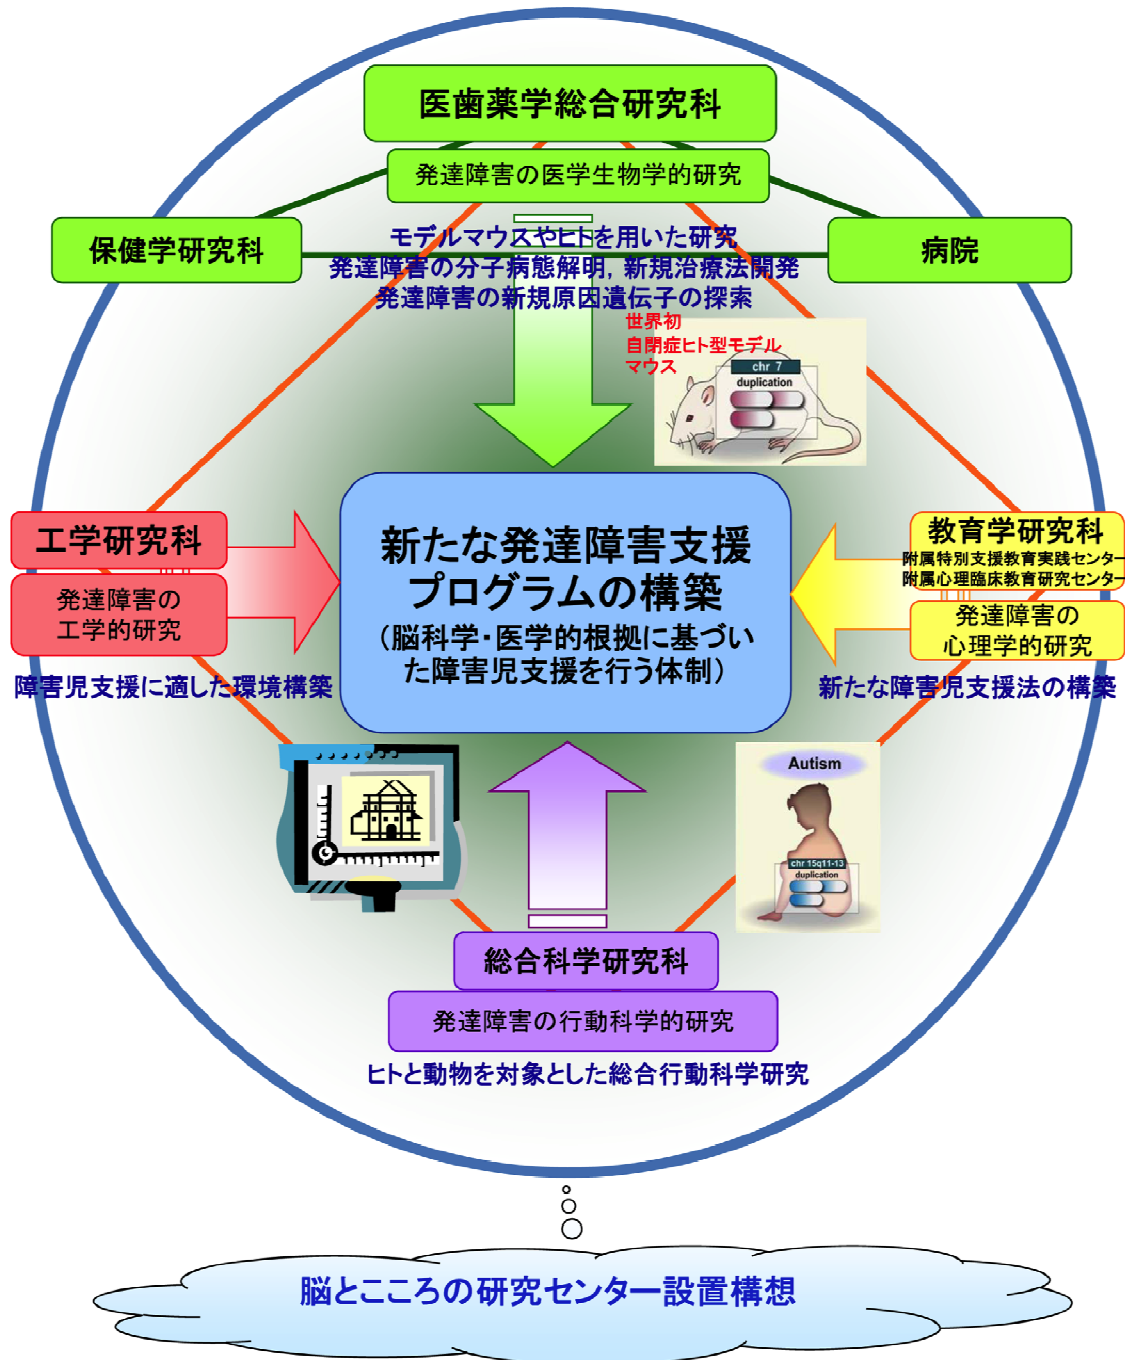 医歯薬学総合研究科
発達障害の医学生物学的研究
保健学研究科
病院
モデルマウスやヒトを用いた研究
発達障害の分子病態解明, 新規治療法開発
発達障害の新規原因遺伝子の探索
世界初
自閉症ヒト型モデル
マウス
chr 7
duplication
工学研究科
発達障害の
工学的研究
障害児支援に適した環境構築
新たな発達障害支援
プログラムの構築
（脳科学・医学的根拠に基づい
た障害児支援を行う体制）
教育学研究科
附属特別支援教育実践センター
附属心理臨床教育研究センター
発達障害の
心理学的研究
新たな障害児支援法の構築
Autism
chr 15q11-13
duplication
総合科学研究科
発達障害の行動科学的研究
ヒトと動物を対象とした総合行動科学研究
脳とこころの研究センター設置構想